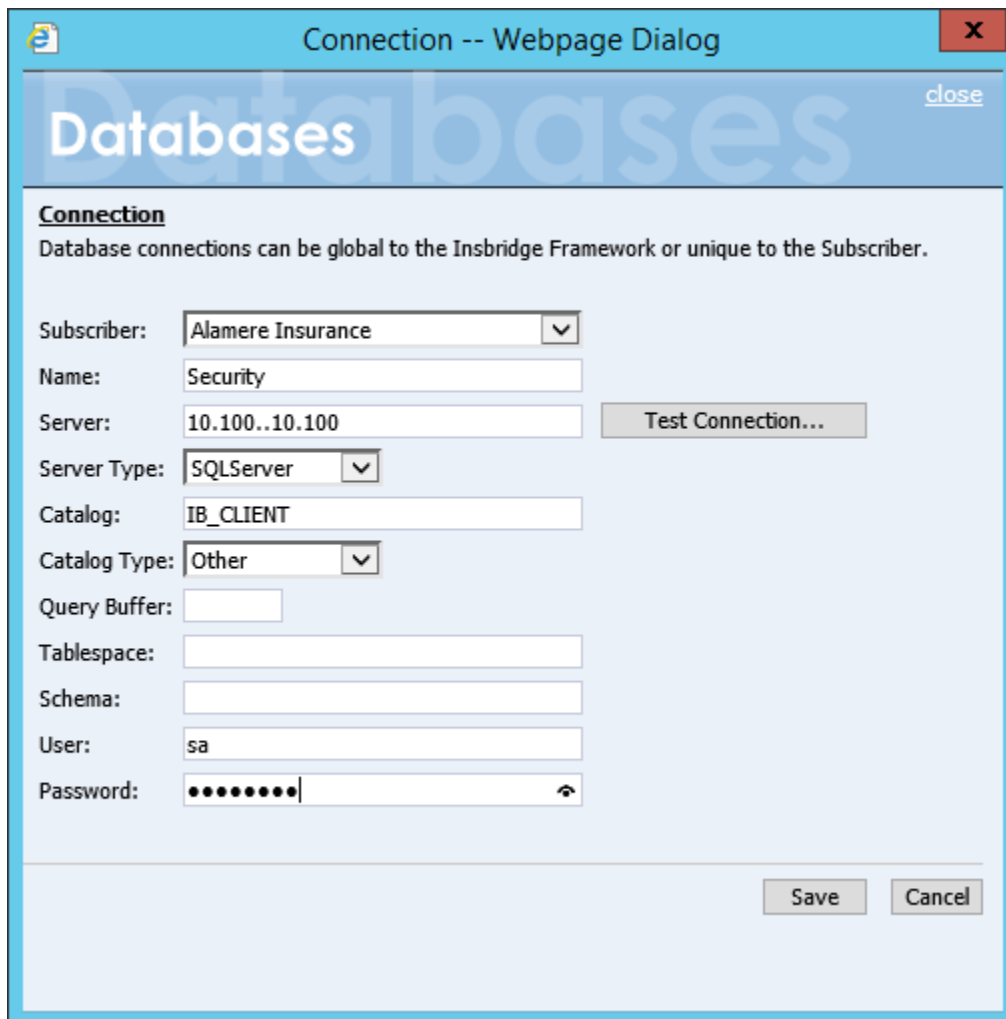 Connection -- Webpage Dialog
x
Databases
close
Databases
Connection
Database connections can be global to the Insbridge Framework or unique to the Subscriber.
Subscriber: Alamere Insurance
Name: Security
Server: 10.100..10.100 Test Connection...
Server Type: SQLServer
Catalog: IB_CLIENT
Catalog Type: Other
Query Buffer:
Tablespace:
Schema:
User: sa
Password: ●●●●●●●●
Save Cancel